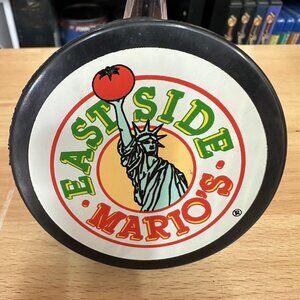 EAST SIDE
· MARIO'S ·
®